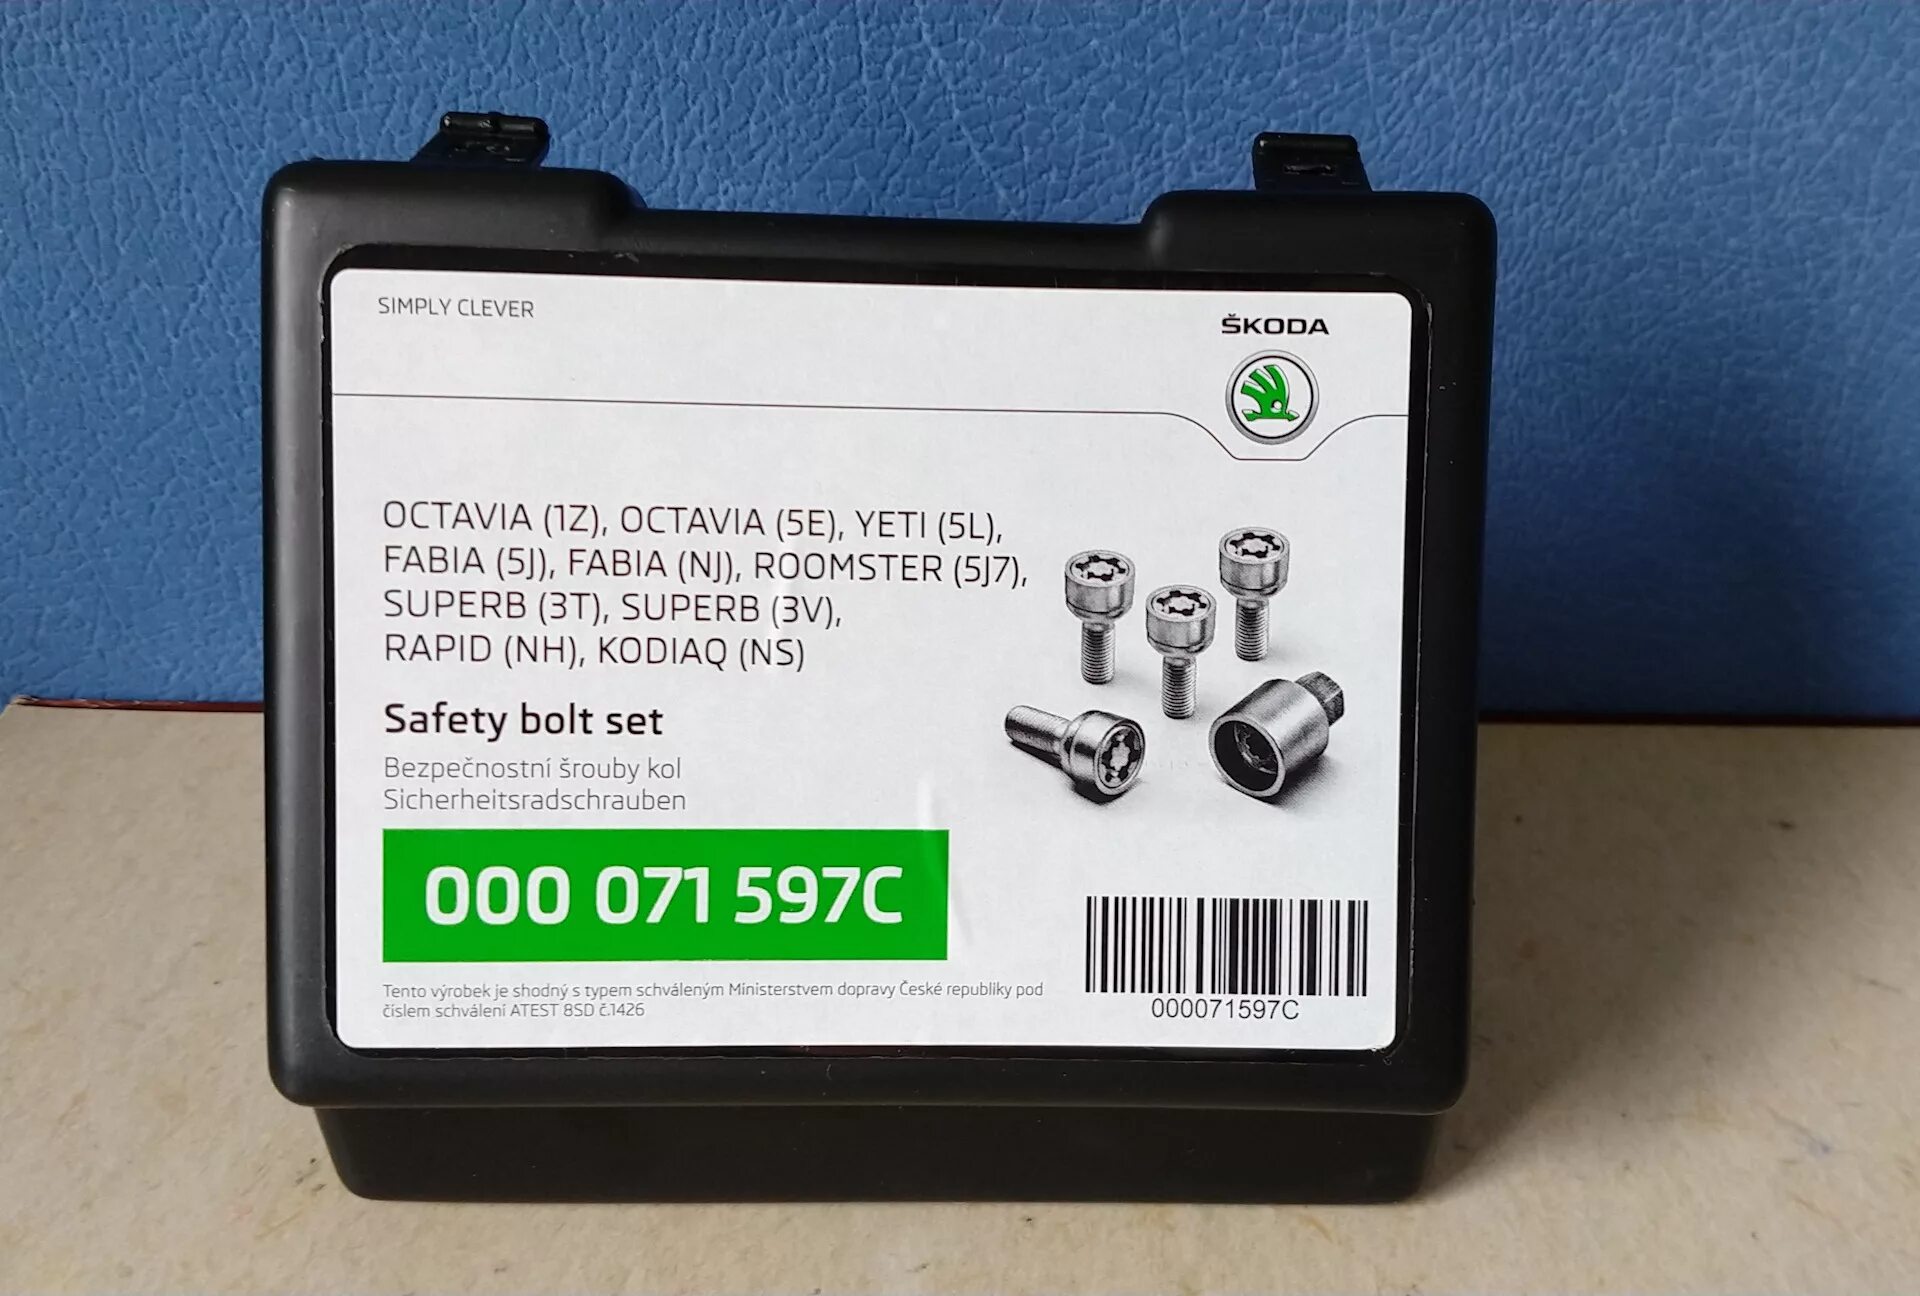 SIMPLY CLEVER
ŠKODA
OCTAVIA (1Z), OCTAVIA (5E), YETI (5L),
FABIA (5J), FABIA (NJ), ROOMSTER (5J7),
SUPERB (3T), SUPERB (3V),
RAPID (NH), KODIAQ (NS)
Safety bolt set
Bezpečnostní šrouby kol
Sicherheitsradschrauben
000 071 597C
Tento výrobek je shodný s typem schváleným Ministerstvem dopravy České republiky pod
číslem schválení ATEST 8SD č.1426
000071597C